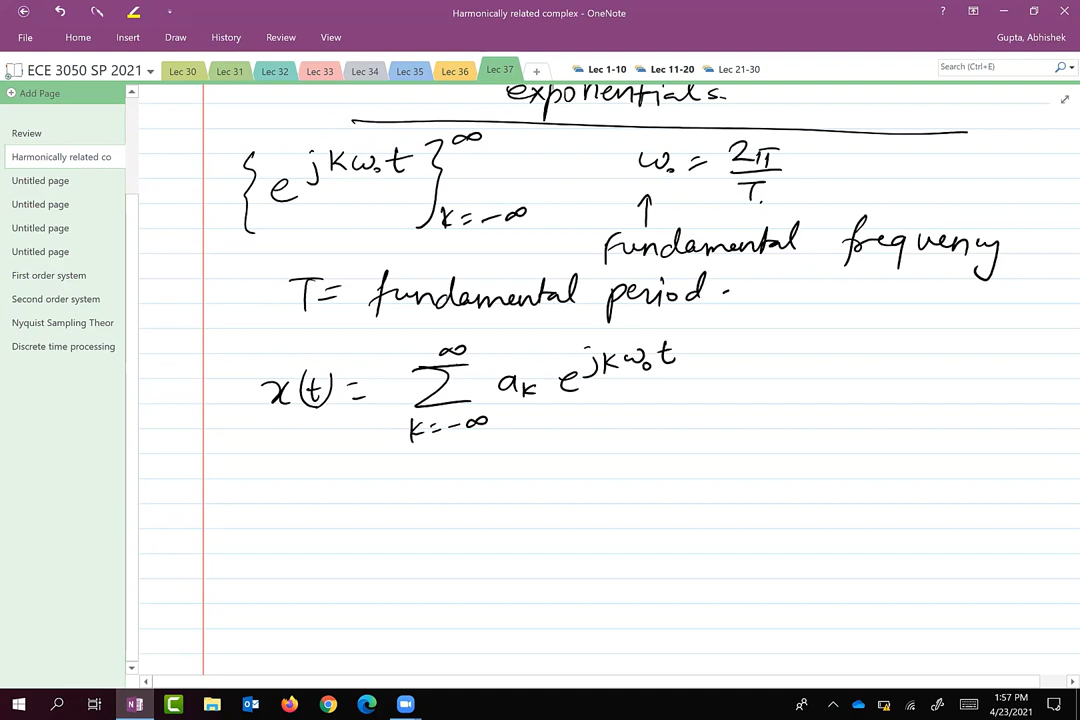 Harmonically related complex - OneNote
File Home Insert Draw History Review View Gupta, Abhishek
ECE 3050 SP 2021 Lec 30 Lec 31 Lec 32 Lec 33 Lec 34 Lec 35 Lec 36 Lec 37 Lec 1-10 Lec 11-20 Lec 21-30 Search (Ctrl+E)
Add Page
Review
Harmonically related co
Untitled page
Untitled page
Untitled page
Untitled page
First order system
Second order system
Nyquist Sampling Theor
Discrete time processing
exponentials.
{e^{jkω₀t}}_{k=-∞}^{∞} ω₀ = 2π/T
↑
Fundamental frequency
T= fundamental period.
x(t) = ∑_{k=-∞}^{∞} a_k e^{jkω₀t}
1:57 PM
4/23/2021